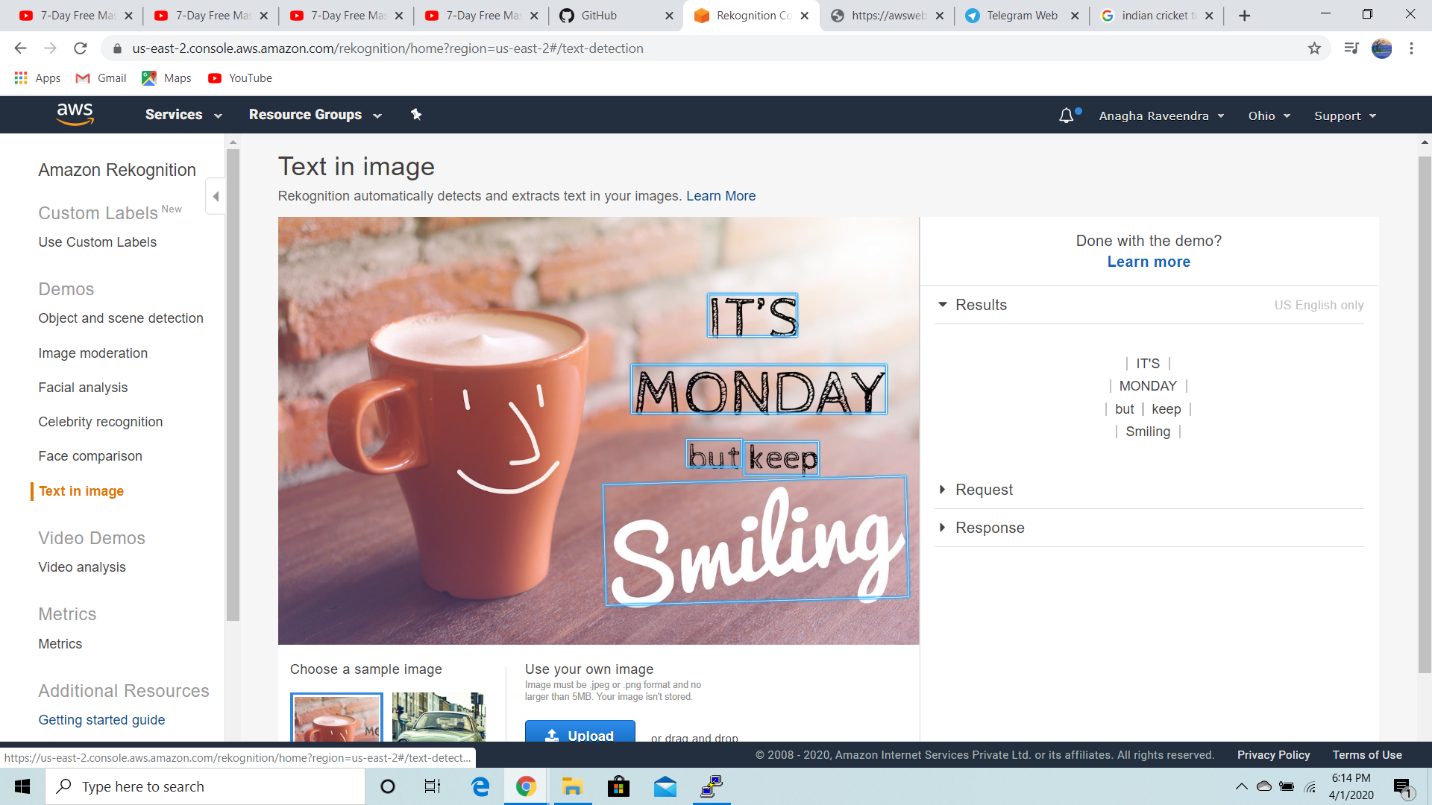 7-Day Free Mas
7-Day Free Mas
7-Day Free Mas
7-Day Free Mas
GitHub
Rekognition Co
https://awsweb
Telegram Web
indian cricket t
us-east-2.console.aws.amazon.com/rekognition/home?region=us-east-2#/text-detection
Apps Gmail Maps YouTube
aws Services Resource Groups Anagha Raveendra Ohio Support
Amazon Rekognition
Custom Labels New
Use Custom Labels
Demos
Object and scene detection
Image moderation
Facial analysis
Celebrity recognition
Face comparison
Text in image
Video Demos
Video analysis
Metrics
Metrics
Additional Resources
Getting started guide
Text in image
Rekognition automatically detects and extracts text in your images. Learn More
IT'S
MONDAY
but keep
Smiling
Choose a sample image
Use your own image
Image must be .jpeg or .png format and no
larger than 5MB. Your image isn't stored.
Upload or drag and drop
Done with the demo?
Learn more
Results US English only
| IT'S |
| MONDAY |
| but | keep |
| Smiling |
Request
Response
https://us-east-2.console.aws.amazon.com/rekognition/home?region=us-east-2#/text-detect...
© 2008 - 2020, Amazon Internet Services Private Ltd. or its affiliates. All rights reserved. Privacy Policy Terms of Use
Type here to search
6:14 PM
4/1/2020
1